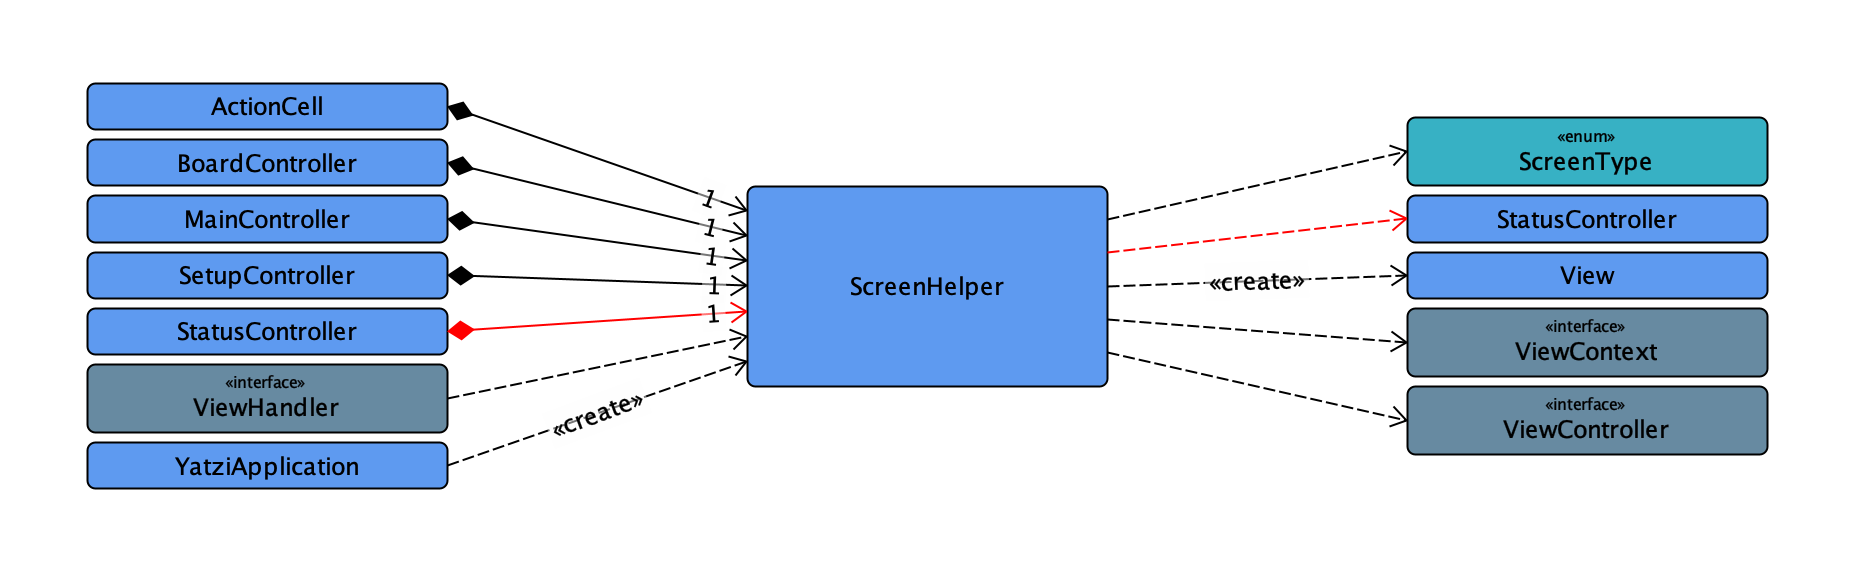 ActionCell
BoardController
MainController
SetupController
StatusController
«interface»
ViewHandler
YatziApplication
1
1
1
1
1
«create»
ScreenHelper
«create»
«enum»
ScreenType
StatusController
View
«interface»
ViewContext
«interface»
ViewController